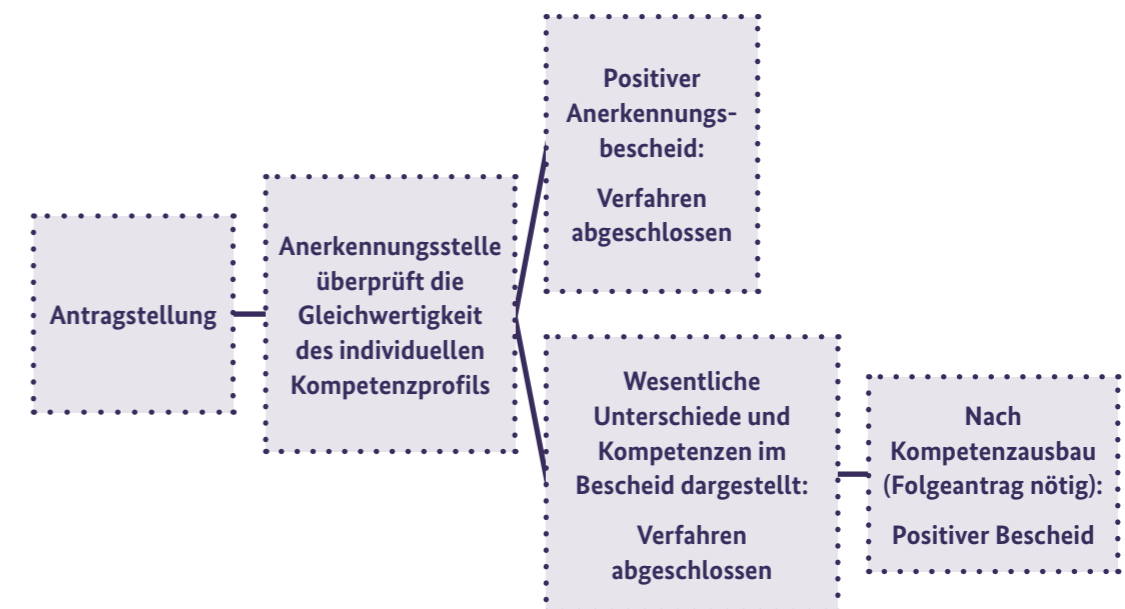 Antragstellung
Anerkennungsstelle
überprüft die
Gleichwertigkeit
des individuellen
Kompetenzprofils
Positiver
Anerkennungs-
bescheid:
Verfahren
abgeschlossen
Wesentliche
Unterschiede und
Kompetenzen im
Bescheid dargestellt:
Verfahren
abgeschlossen
Nach
Kompetenzausbau
(Folgeantrag nötig):
Positiver Bescheid